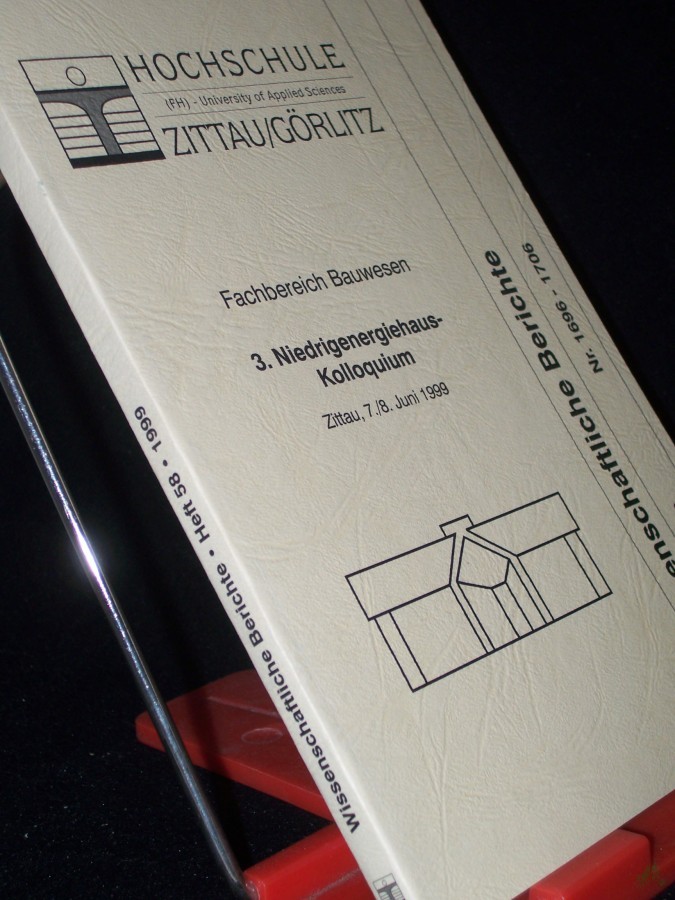 HOCHSCHULE
(FH) - University of Applied Sciences
ZITTAU/GÖRLITZ
Fachbereich Bauwesen
3. Niedrigenergiehaus-
Kolloquium
Zittau, 7./8. Juni 1999
Wissenschaftliche Berichte
Nr. 1696 - 1706
Wissenschaftliche Berichte • Heft 58 • 1999